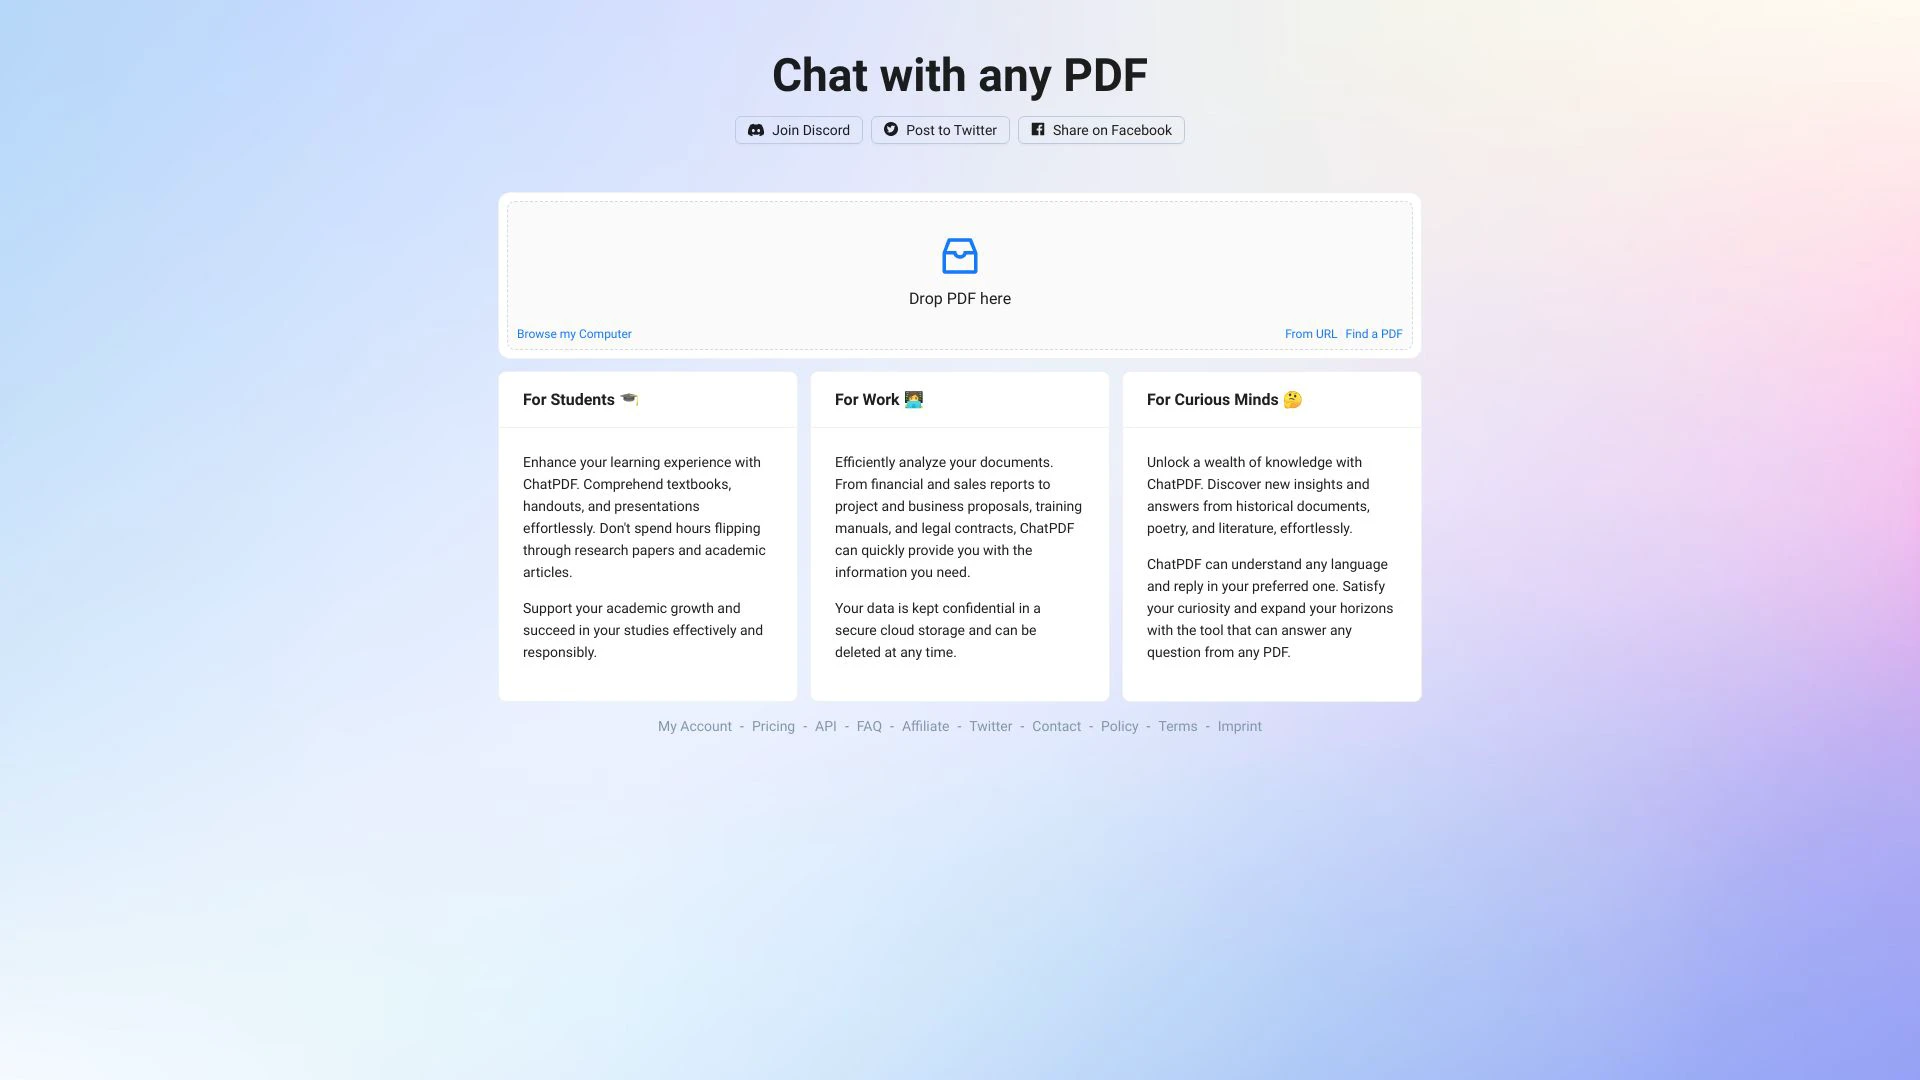 Chat with any PDF
Join Discord
Post to Twitter
Share on Facebook
Drop PDF here
Browse my Computer
From URL
Find a PDF
For Students 🎓
Enhance your learning experience with
ChatPDF. Comprehend textbooks,
handouts, and presentations
effortlessly. Don't spend hours flipping
through research papers and academic
articles.
Support your academic growth and
succeed in your studies effectively and
responsibly.
For Work 🧑‍💻
Efficiently analyze your documents.
From financial and sales reports to
project and business proposals, training
manuals, and legal contracts, ChatPDF
can quickly provide you with the
information you need.
Your data is kept confidential in a
secure cloud storage and can be
deleted at any time.
For Curious Minds 🤔
Unlock a wealth of knowledge with
ChatPDF. Discover new insights and
answers from historical documents,
poetry, and literature, effortlessly.
ChatPDF can understand any language
and reply in your preferred one. Satisfy
your curiosity and expand your horizons
with the tool that can answer any
question from any PDF.
My Account - Pricing - API - FAQ - Affiliate - Twitter - Contact - Policy - Terms - Imprint